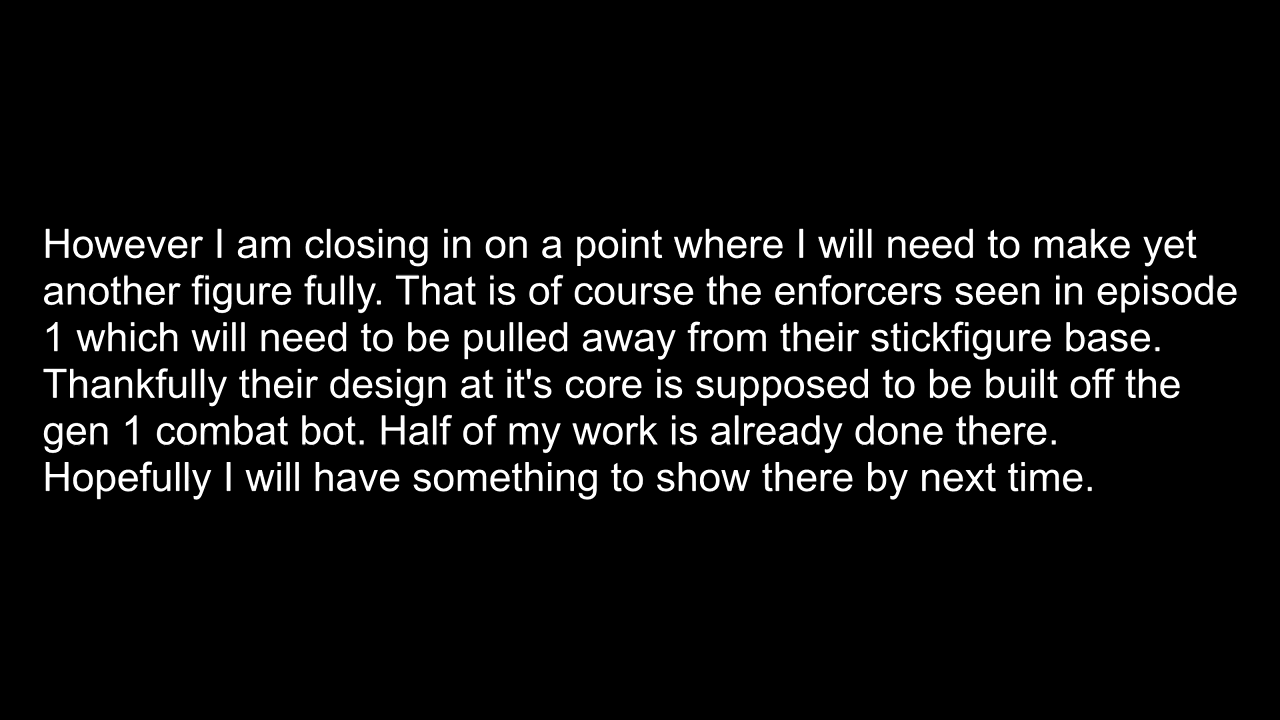 However I am closing in on a point where I will need to make yet
another figure fully. That is of course the enforcers seen in episode
1 which will need to be pulled away from their stickfigure base.
Thankfully their design at it's core is supposed to be built off the
gen 1 combat bot. Half of my work is already done there.
Hopefully I will have something to show there by next time.